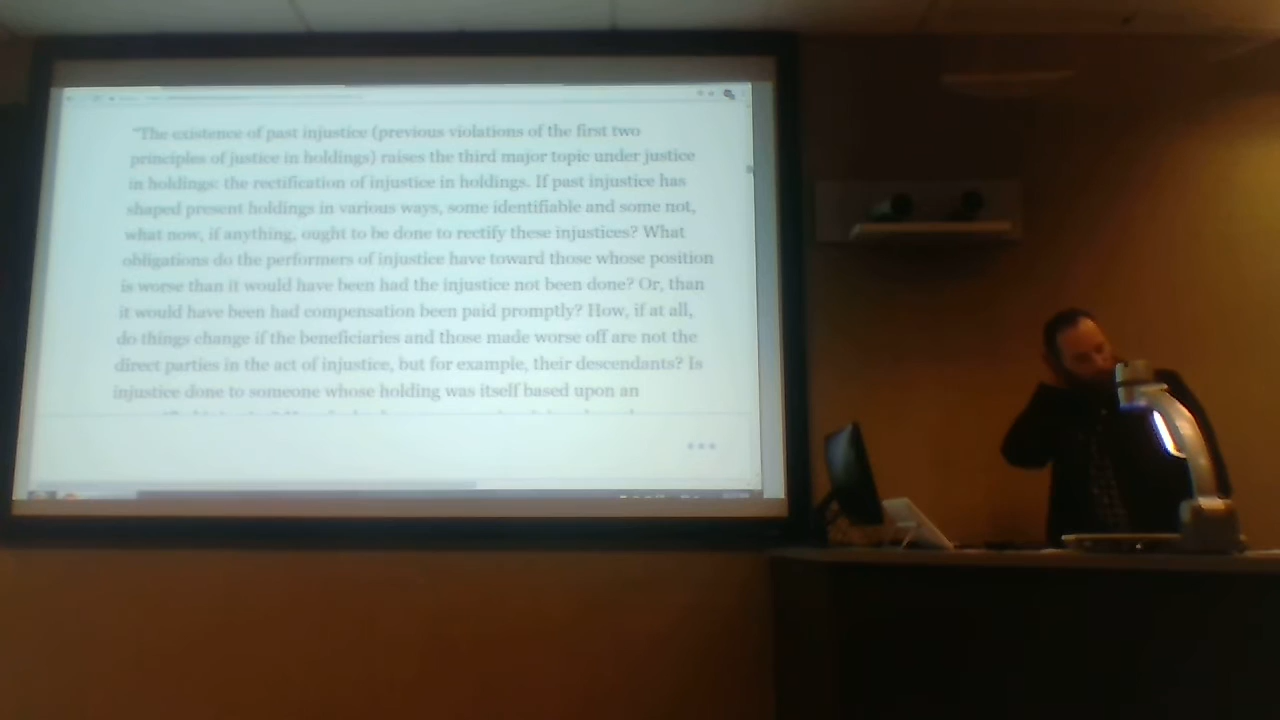 "The existence of past injustice (previous violations of the first two
principles of justice in holdings) raises the third major topic under justice
in holdings: the rectification of injustice in holdings. If past injustice has
shaped present holdings in various ways, some identifiable and some not,
what now, if anything, ought to be done to rectify these injustices? What
obligations do the performers of injustice have toward those whose position
is worse than it would have been had the injustice not been done? Or, than
it would have been had compensation been paid promptly? How, if at all,
do things change if the beneficiaries and those made worse off are not the
direct parties in the act of injustice, but for example, their descendants? Is
injustice done to someone whose holding was itself based upon an